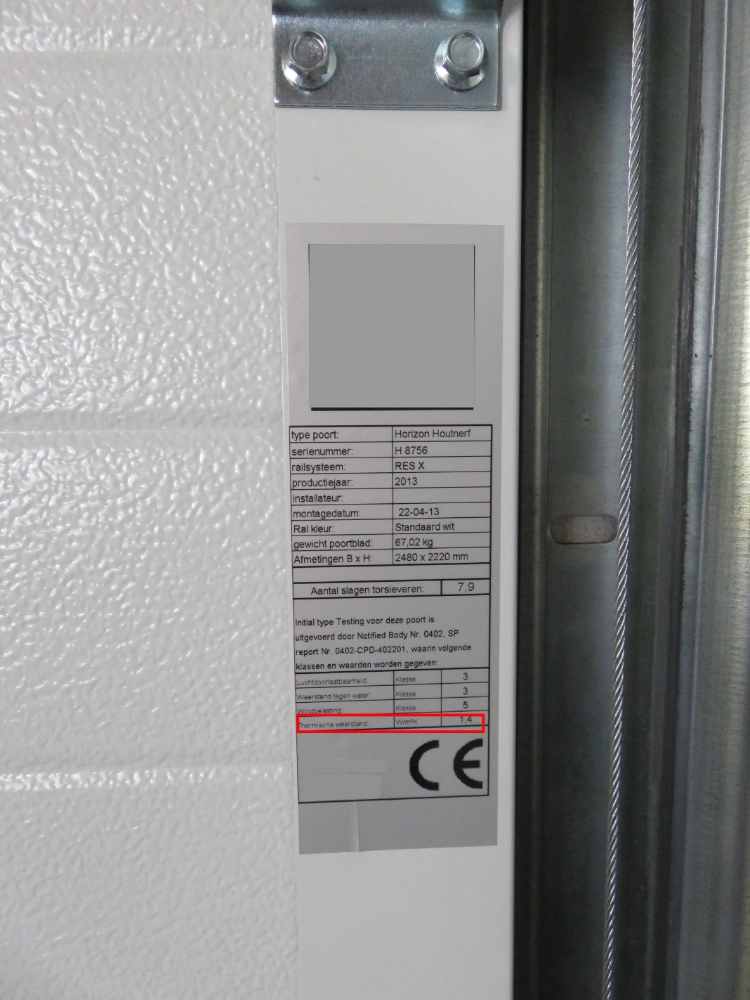 type poort: Horizon Houtnerf
serienummer: H 8756
railsysteem: RES X
productiejaar: 2013
installateur:
montagedatum: 22-04-13
Ral kleur: Standaard wit
gewicht poortblad: 67,02 kg
Afmetingen B x H: 2480 x 2220 mm
Aantal slagen torsieveren: 7,9
Initial type Testing voor deze poort is
uitgevoerd door Notified Body Nr. 0402, SP
report Nr. 0402-CPD-402201, waarin volgende
klassen en waarden worden gegeven:
Luchtdoorlaatbaarheid: Klasse 3
Weerstand tegen water: Klasse 3
Windbelasting Klasse 5
Thermische weerstand W/m²K 1,4
CE